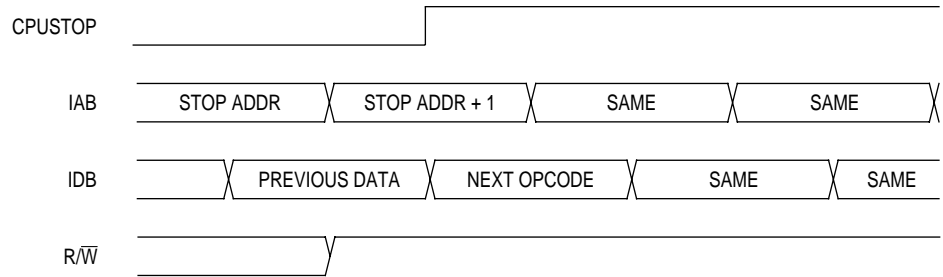 CPUSTOP
IAB STOP ADDR STOP ADDR + 1 SAME SAME
IDB PREVIOUS DATA NEXT OPCODE SAME SAME
R/W̅